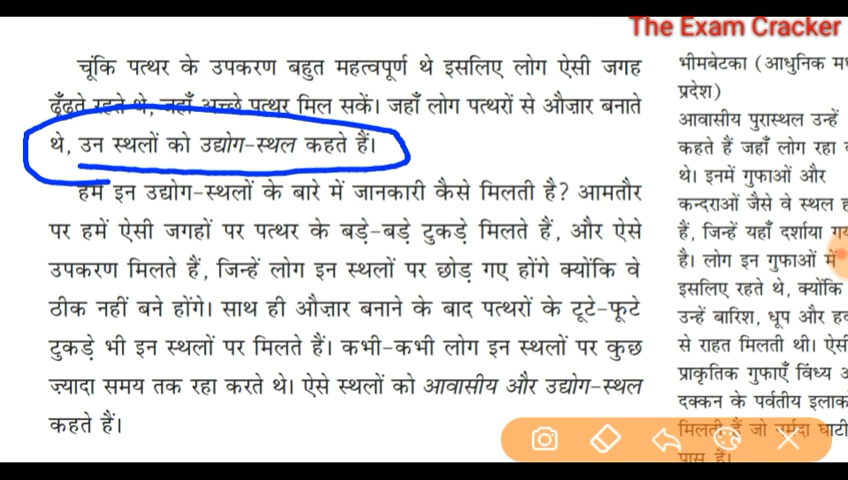 The Exam Cracker
चूंकि पत्थर के उपकरण बहुत महत्वपूर्ण थे इसलिए लोग ऐसी जगह
ढूँढ़ते रहते थे, जहाँ अच्छे पत्थर मिल सकें। जहाँ लोग पत्थरों से औज़ार बनाते
थे, उन स्थलों को उद्योग-स्थल कहते हैं।
हमें इन उद्योग-स्थलों के बारे में जानकारी कैसे मिलती है? आमतौर
पर हमें ऐसी जगहों पर पत्थर के बड़े-बड़े टुकड़े मिलते हैं, और ऐसे
उपकरण मिलते हैं, जिन्हें लोग इन स्थलों पर छोड़ गए होंगे क्योंकि वे
ठीक नहीं बने होंगे। साथ ही औज़ार बनाने के बाद पत्थरों के टूटे-फूटे
टुकड़े भी इन स्थलों पर मिलते हैं। कभी-कभी लोग इन स्थलों पर कुछ
ज़्यादा समय तक रहा करते थे। ऐसे स्थलों को आवासीय और उद्योग-स्थल
कहते हैं।
भीमबेटका (आधुनिक
प्रदेश)
आवासीय पुरास्थल उन्हें
कहते हैं जहाँ लोग रहा
थे। इनमें गुफाओं और
कन्दराओं जैसे वे स्थल
हैं, जिन्हें यहाँ दर्शाया
है। लोग इन गुफाओं में
इसलिए रहते थे, क्योंकि
उन्हें बारिश, धूप और
से राहत मिलती थी। ऐसी
प्राकृतिक गुफाएँ विंध्य
दक्कन के पर्वतीय
मिलती हैं जो नर्मदा घाटी
पास हैं।